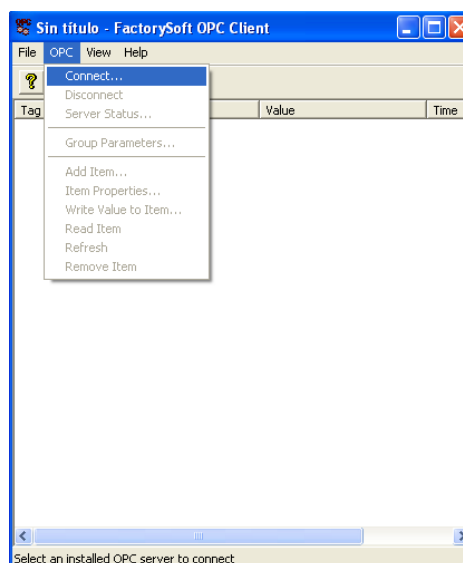 Sin título - FactorySoft OPC Client
File OPC View Help
Connect...
Disconnect
Tag Value Time
Server Status...
Group Parameters...
Add Item...
Item Properties...
Write Value to Item...
Read Item
Refresh
Remove Item
Select an installed OPC server to connect